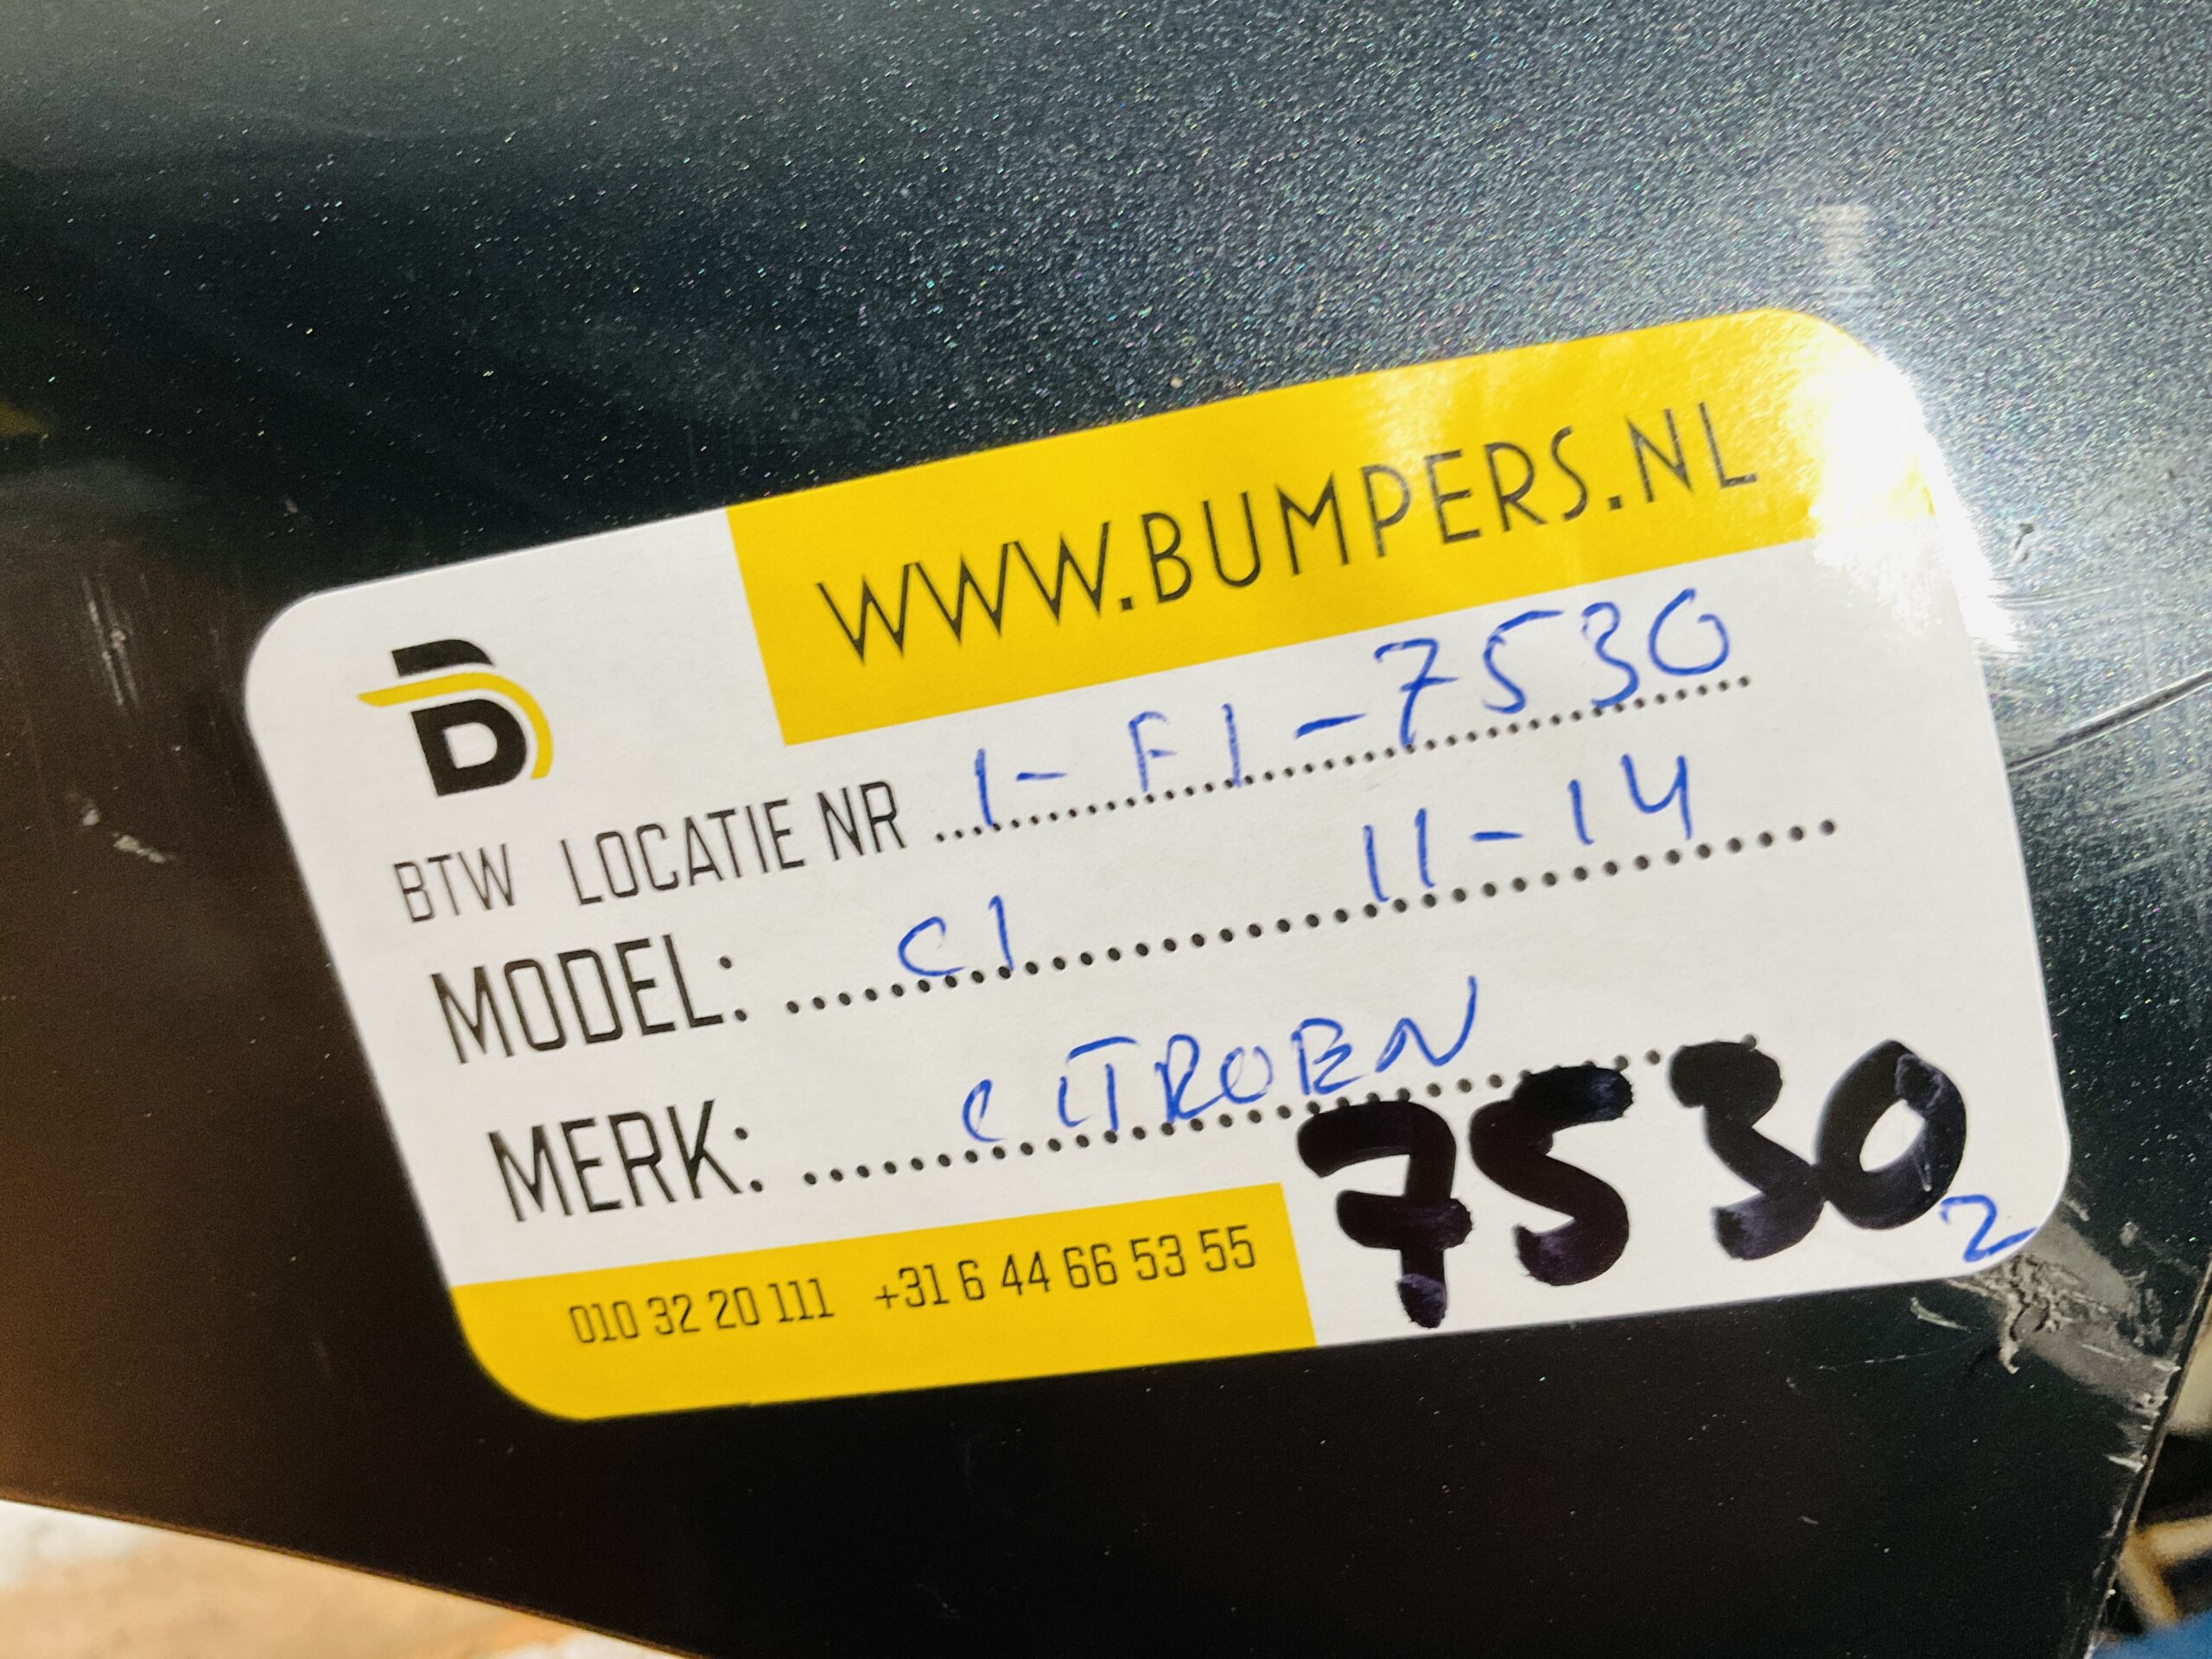 WWW.BUMPERS.NL
B
BTW LOCATIE NR 1-F1-7530
MODEL: C1 11-14
MERK: CITROEN
7530
2
010 32 20 111 +31 6 44 66 53 55